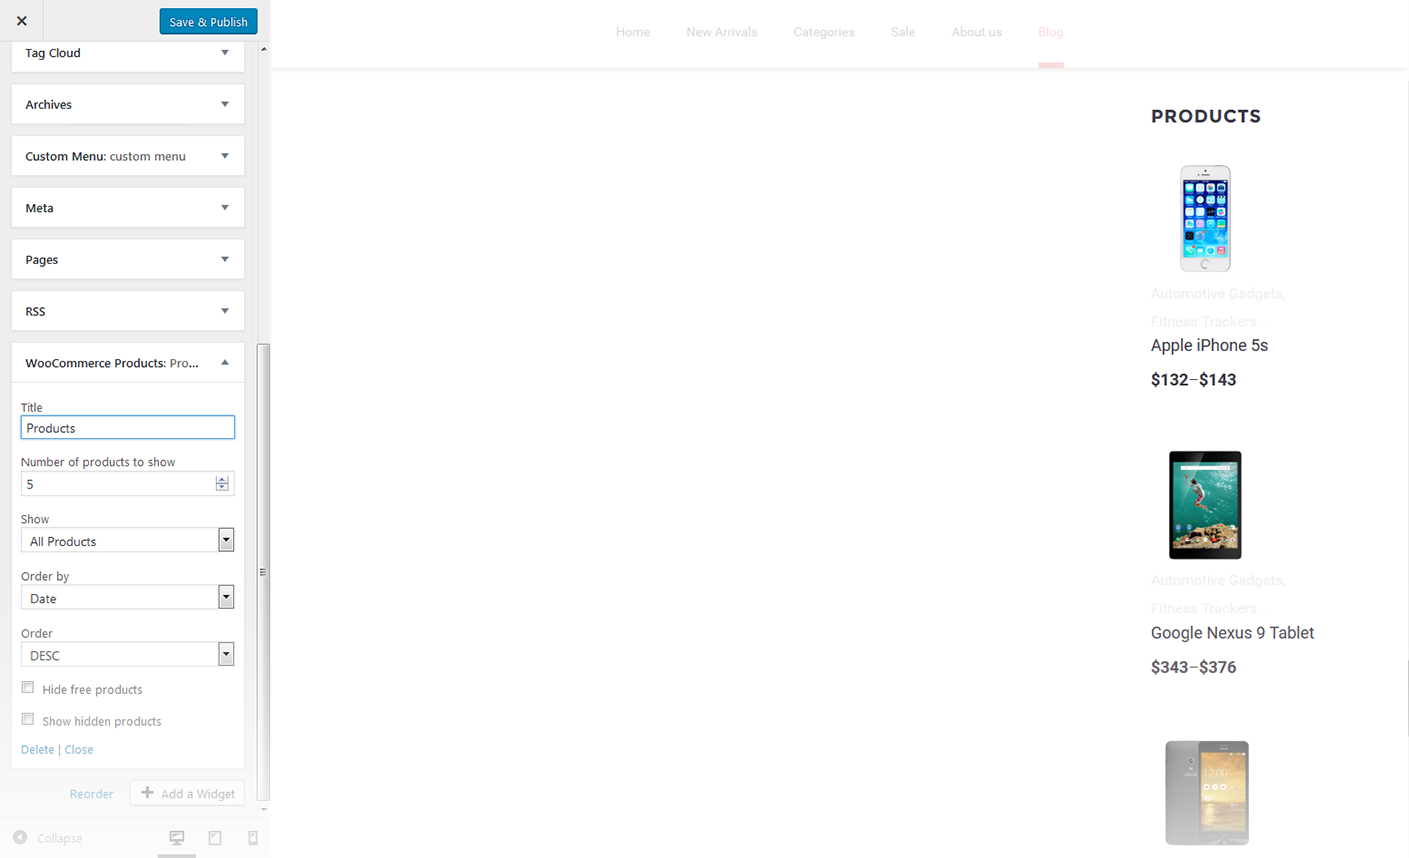 Save & Publish
Tag Cloud
Archives
Custom Menu: custom menu
Meta
Pages
RSS
WooCommerce Products: Pro...
Title
Products
Number of products to show
5
Show
All Products
Order by
Date
Order
DESC
Hide free products
Show hidden products
Delete | Close
Reorder
Add a Widget
Collapse
Home New Arrivals Categories Sale About us Blog
PRODUCTS
Automotive Gadgets,
Fitness Trackers...
Apple iPhone 5s
$132–$143
Automotive Gadgets,
Fitness Trackers...
Google Nexus 9 Tablet
$343–$376
12:00